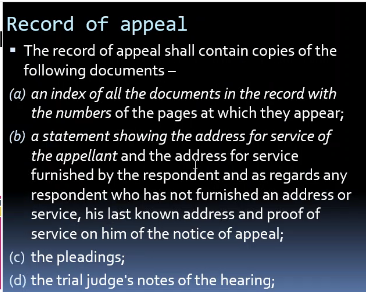 Record of appeal
▪ The record of appeal shall contain copies of the
following documents –
(a) an index of all the documents in the record with
the numbers of the pages at which they appear;
(b) a statement showing the address for service of
the appellant and the address for service
furnished by the respondent and as regards any
respondent who has not furnished an address or
service, his last known address and proof of
service on him of the notice of appeal;
(c) the pleadings;
(d) the trial judge's notes of the hearing;